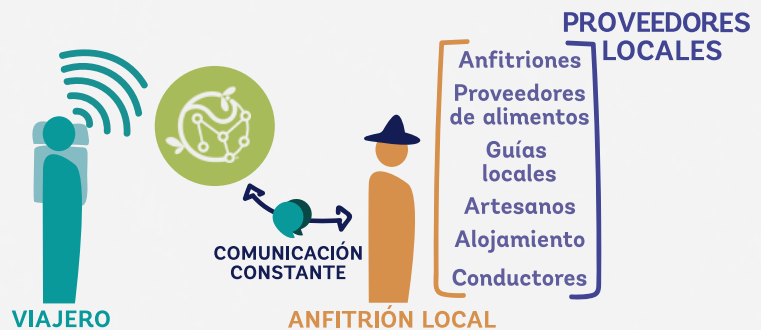 PROVEEDORES
LOCALES
Anfitriones
Proveedores
de alimentos
Guías
locales
Artesanos
Alojamiento
Conductores
COMUNICACIÓN
CONSTANTE
VIAJERO
ANFITRIÓN LOCAL